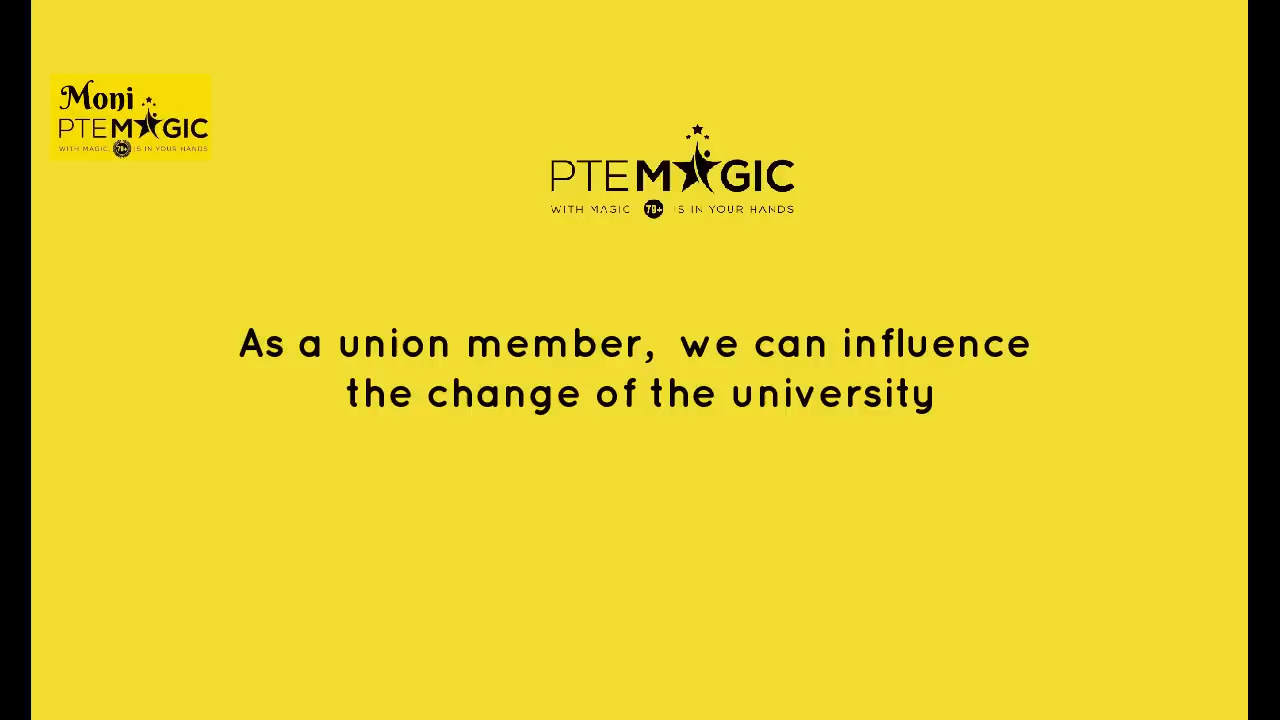 Moni
PTEMAGIC
WITH MAGIC, 79+ IS IN YOUR HANDS
PTEMAGIC
WITH MAGIC 79+ IS IN YOUR HANDS
As a union member, we can influence
the change of the university